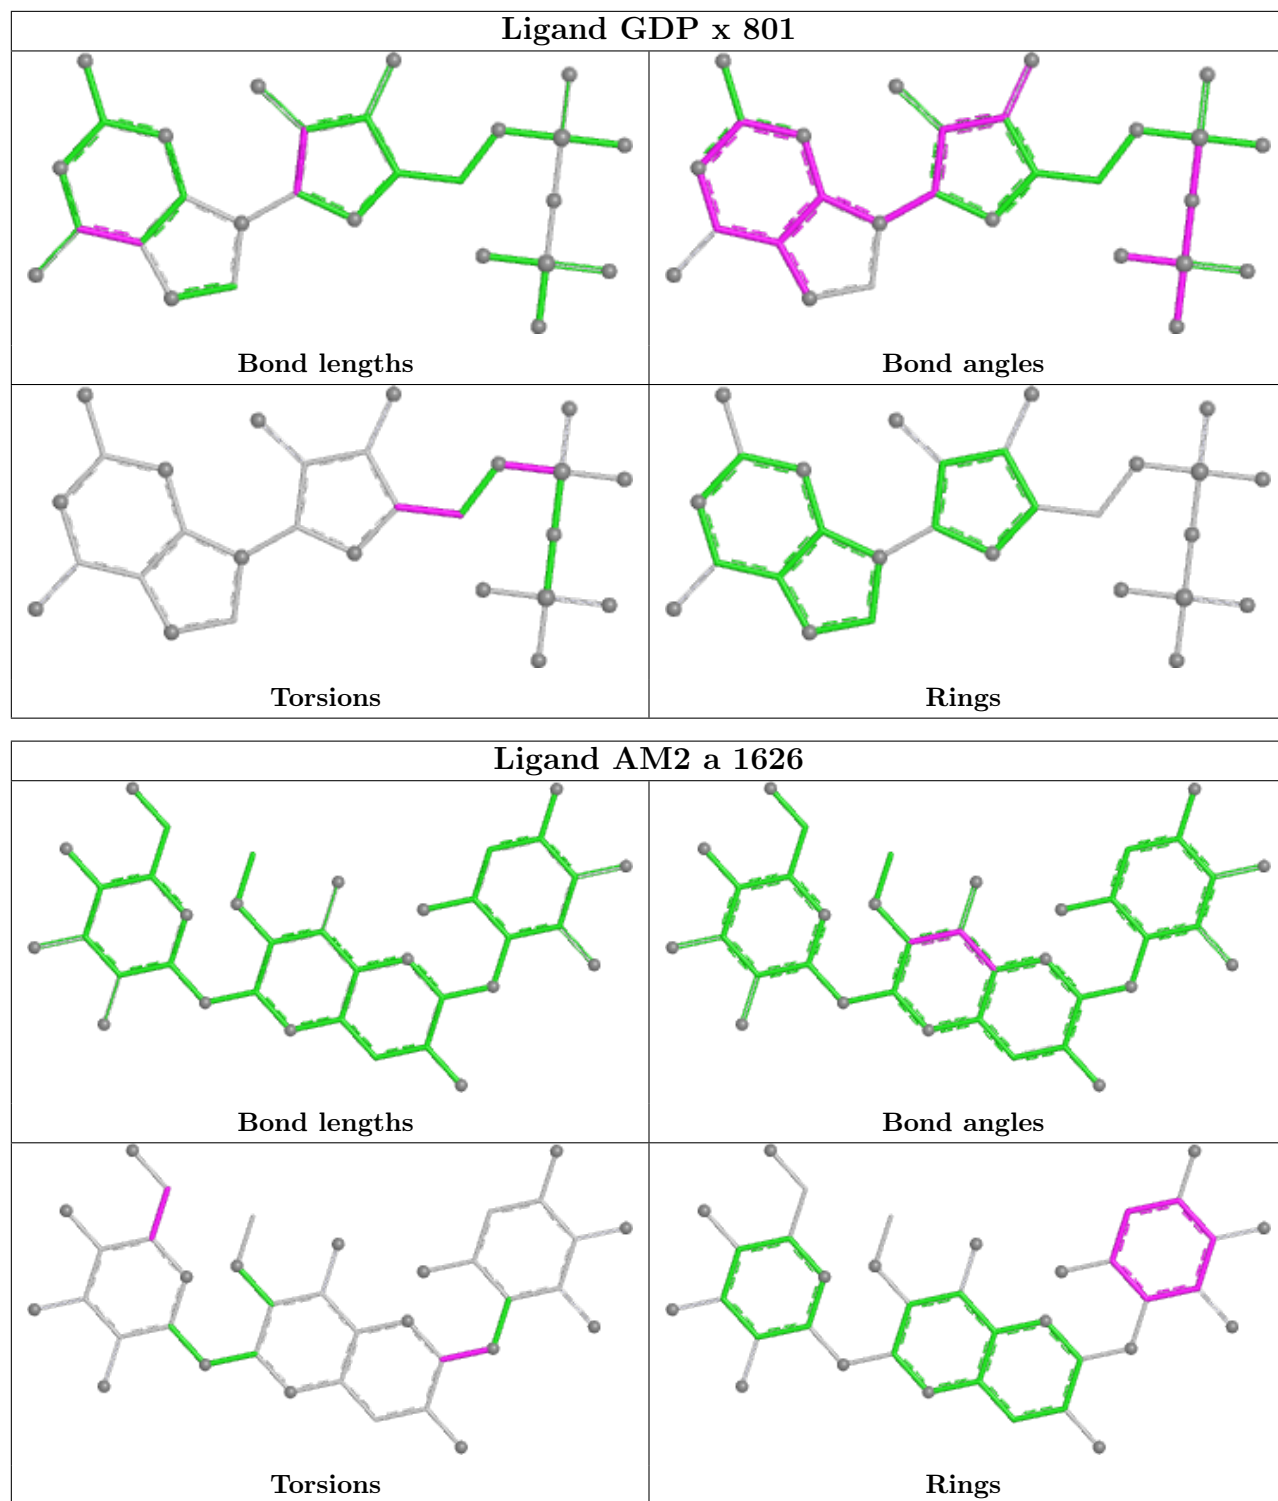 Ligand GDP x 801
Bond lengths
Bond angles
Torsions
Rings
Ligand AM2 a 1626
Bond lengths
Bond angles
Torsions
Rings